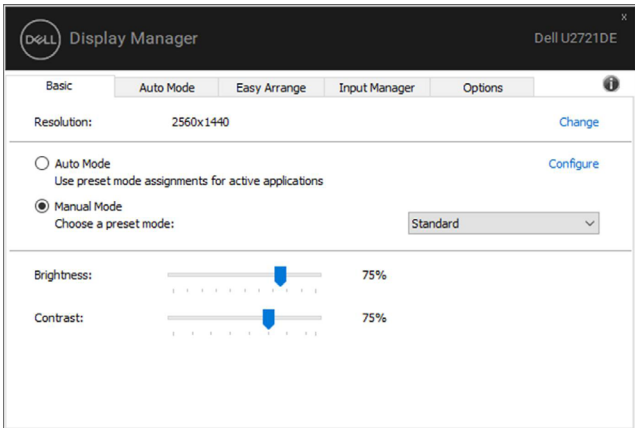 x
DELL Display Manager Dell U2721DE
Basic Auto Mode Easy Arrange Input Manager Options i
Resolution: 2560x1440 Change
Auto Mode Configure
Use preset mode assignments for active applications
Manual Mode
Choose a preset mode: Standard
Brightness: 75%
Contrast: 75%